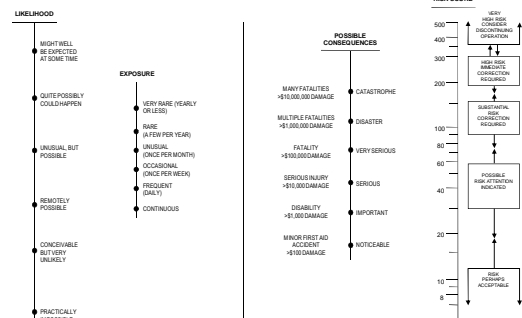 LIKELIHOOD
MIGHT WELL
BE EXPECTED
AT SOME TIME
QUITE POSSIBLY
COULD HAPPEN
UNUSUAL, BUT
POSSIBLE
REMOTELY
POSSIBLE
CONCEIVABLE
BUT VERY
UNLIKELY
PRACTICALLY
EXPOSURE
VERY RARE (YEARLY
OR LESS)
RARE
(A FEW PER YEAR)
UNUSUAL
(ONCE PER MONTH)
OCCASIONAL
(ONCE PER WEEK)
FREQUENT
(DAILY)
CONTINUOUS
POSSIBLE
CONSEQUENCES
MANY FATALITIES
>$10,000,000 DAMAGE
CATASTROPHE
MULTIPLE FATALITIES
>$1,000,000 DAMAGE
DISASTER
FATALITY
>$100,000 DAMAGE
VERY SERIOUS
SERIOUS INJURY
>$10,000 DAMAGE
SERIOUS
DISABILITY
>$1,000 DAMAGE
IMPORTANT
MINOR FIRST AID
ACCIDENT
>$100 DAMAGE
NOTICEABLE
500
400
300
200
100
80
60
40
20
10
8
VERY
HIGH RISK
CONSIDER
DISCONTINUING
OPERATION
HIGH RISK
IMMEDIATE
CORRECTION
REQUIRED
SUBSTANTIAL
RISK
CORRECTION
REQUIRED
POSSIBLE
RISK ATTENTION
INDICATED
RISK
PERHAPS
ACCEPTABLE